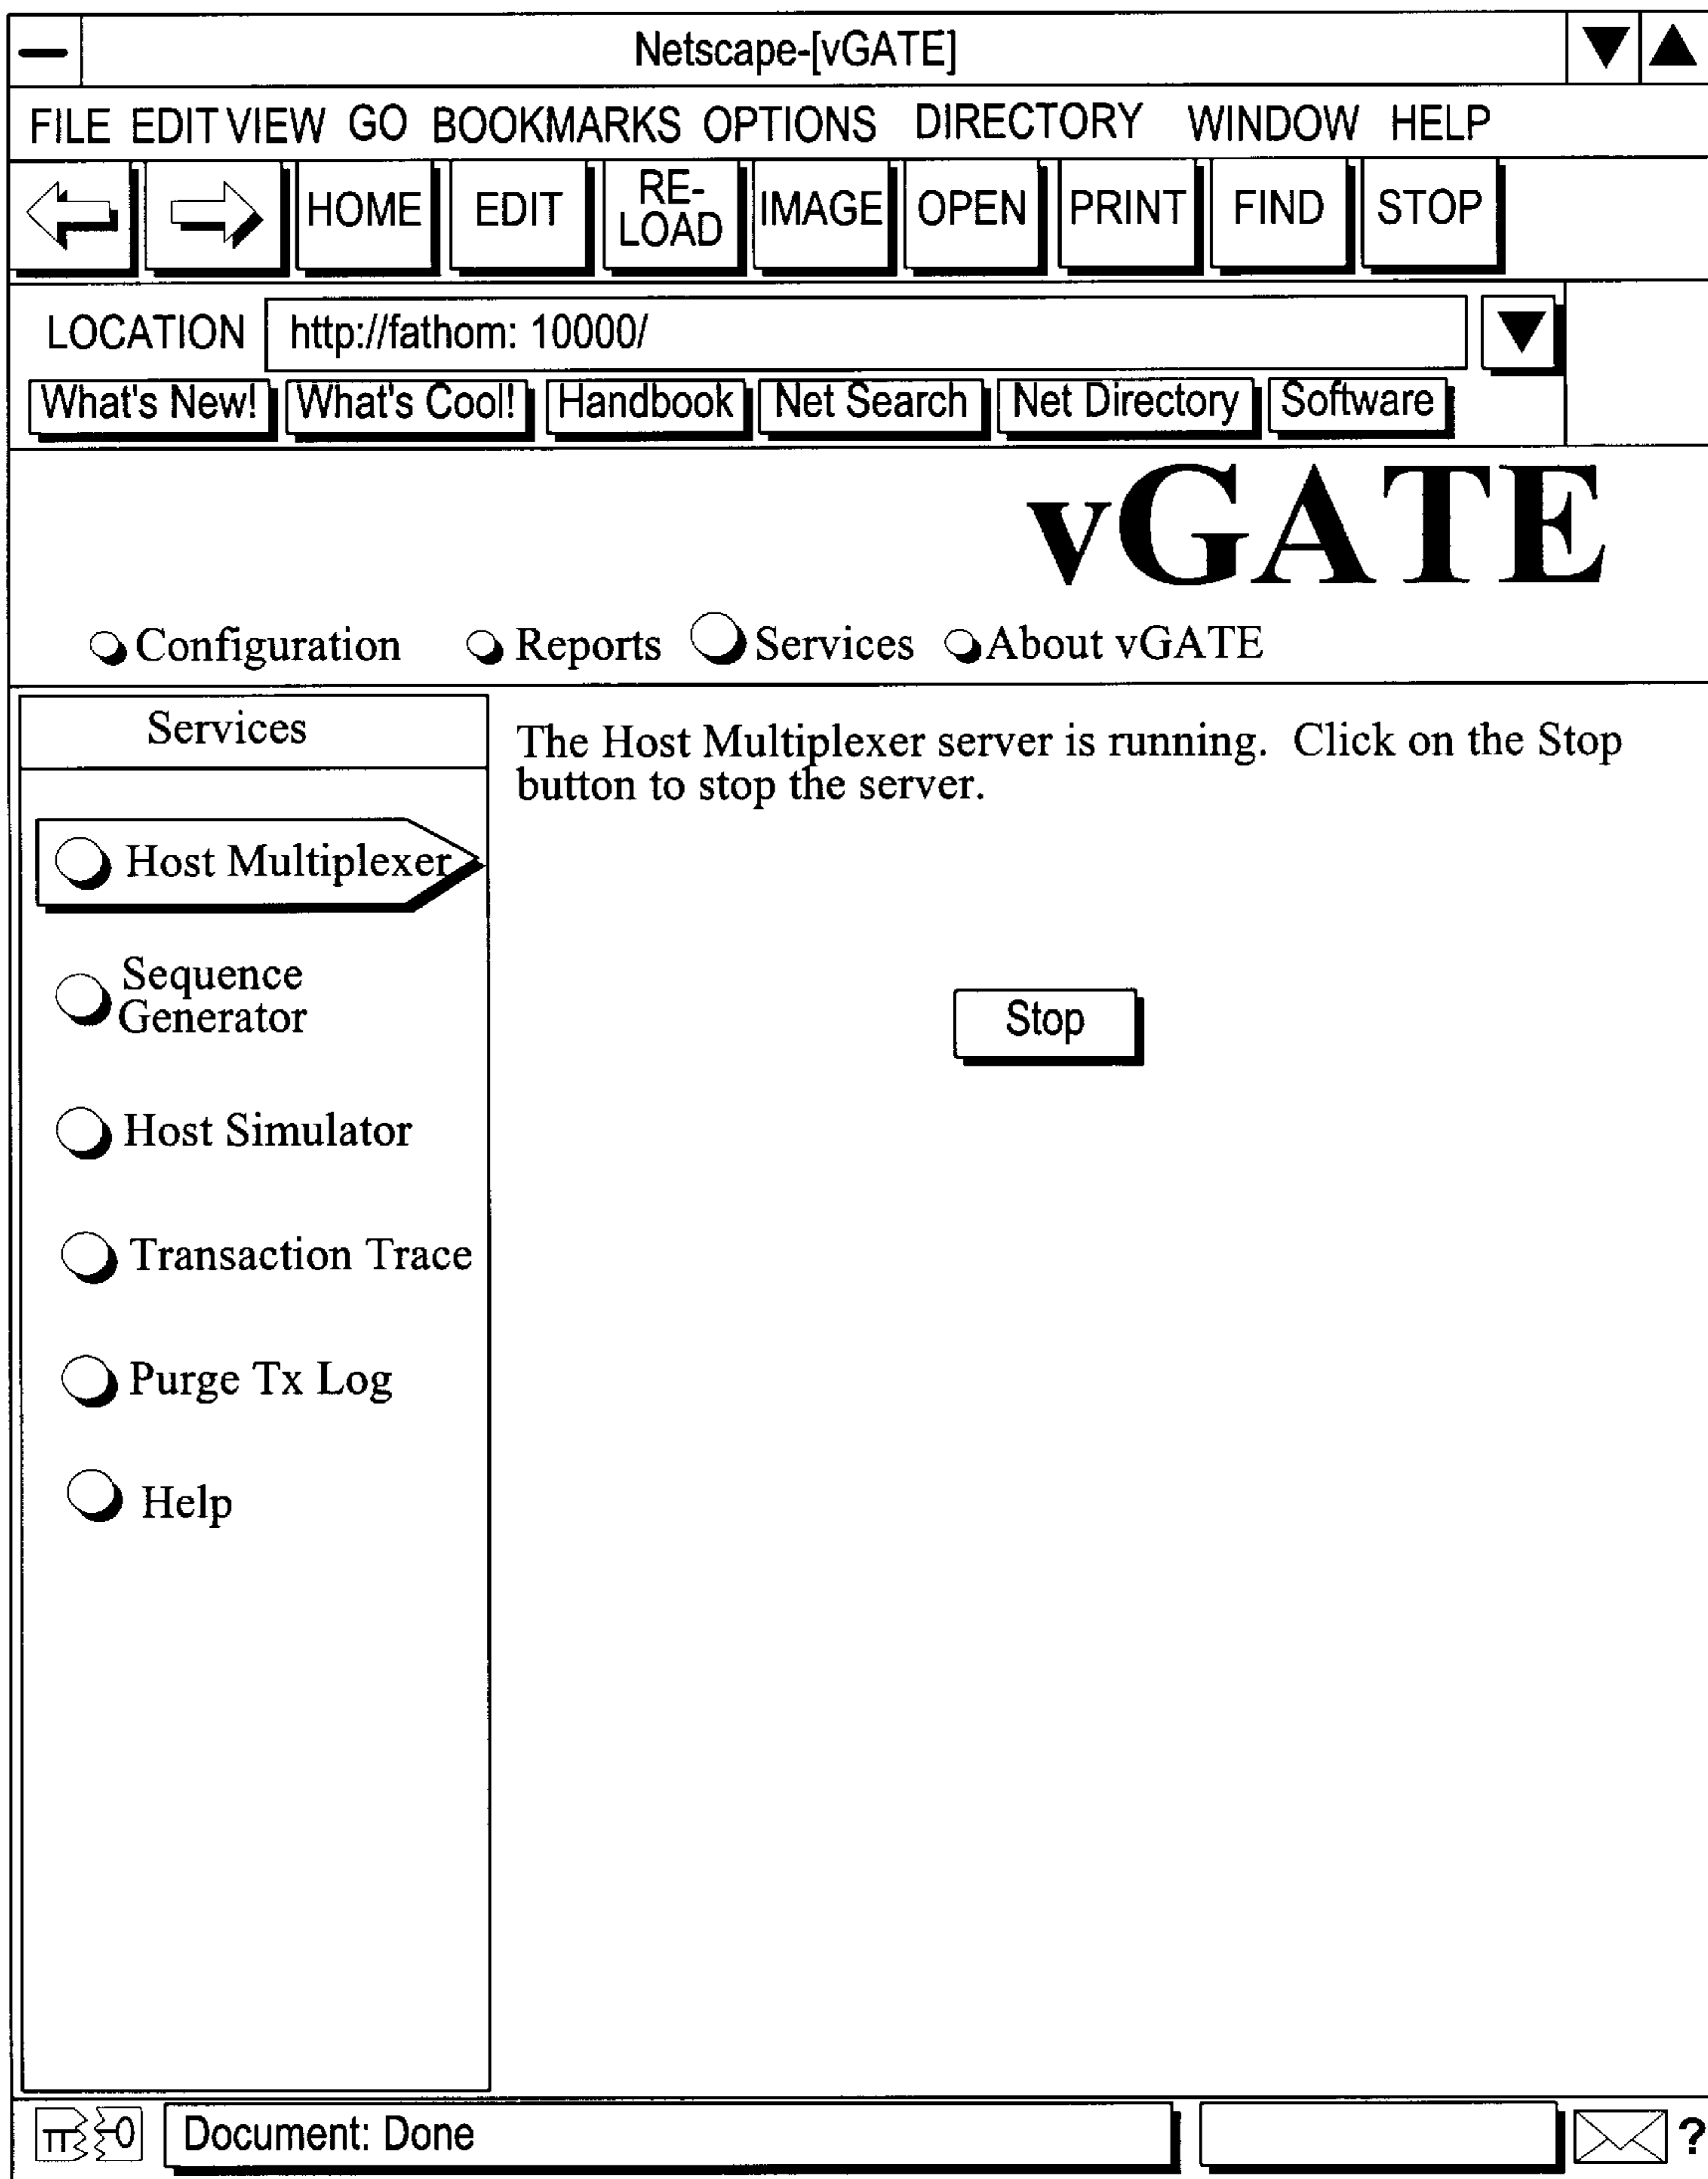 Netscape-[vGATE]
FILE EDIT VIEW GO BOOKMARKS OPTIONS DIRECTORY WINDOW HELP
HOME EDIT RE-LOAD IMAGE OPEN PRINT FIND STOP
LOCATION http://fathom: 10000/
What's New! What's Cool! Handbook Net Search Net Directory Software
vGATE
Configuration Reports Services About vGATE
Services
The Host Multiplexer server is running. Click on the Stop
button to stop the server.
Host Multiplexer
Sequence
Generator
Stop
Host Simulator
Transaction Trace
Purge Tx Log
Help
Document: Done
?